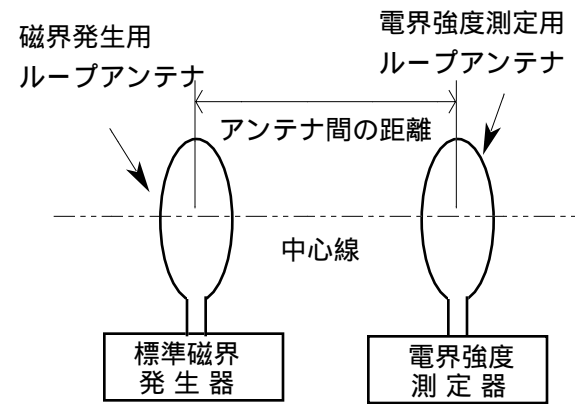 磁界発生用
ループアンテナ
電界強度測定用
ループアンテナ
アンテナ間の距離
中心線
標準磁界
発 生 器
電界強度
測 定 器